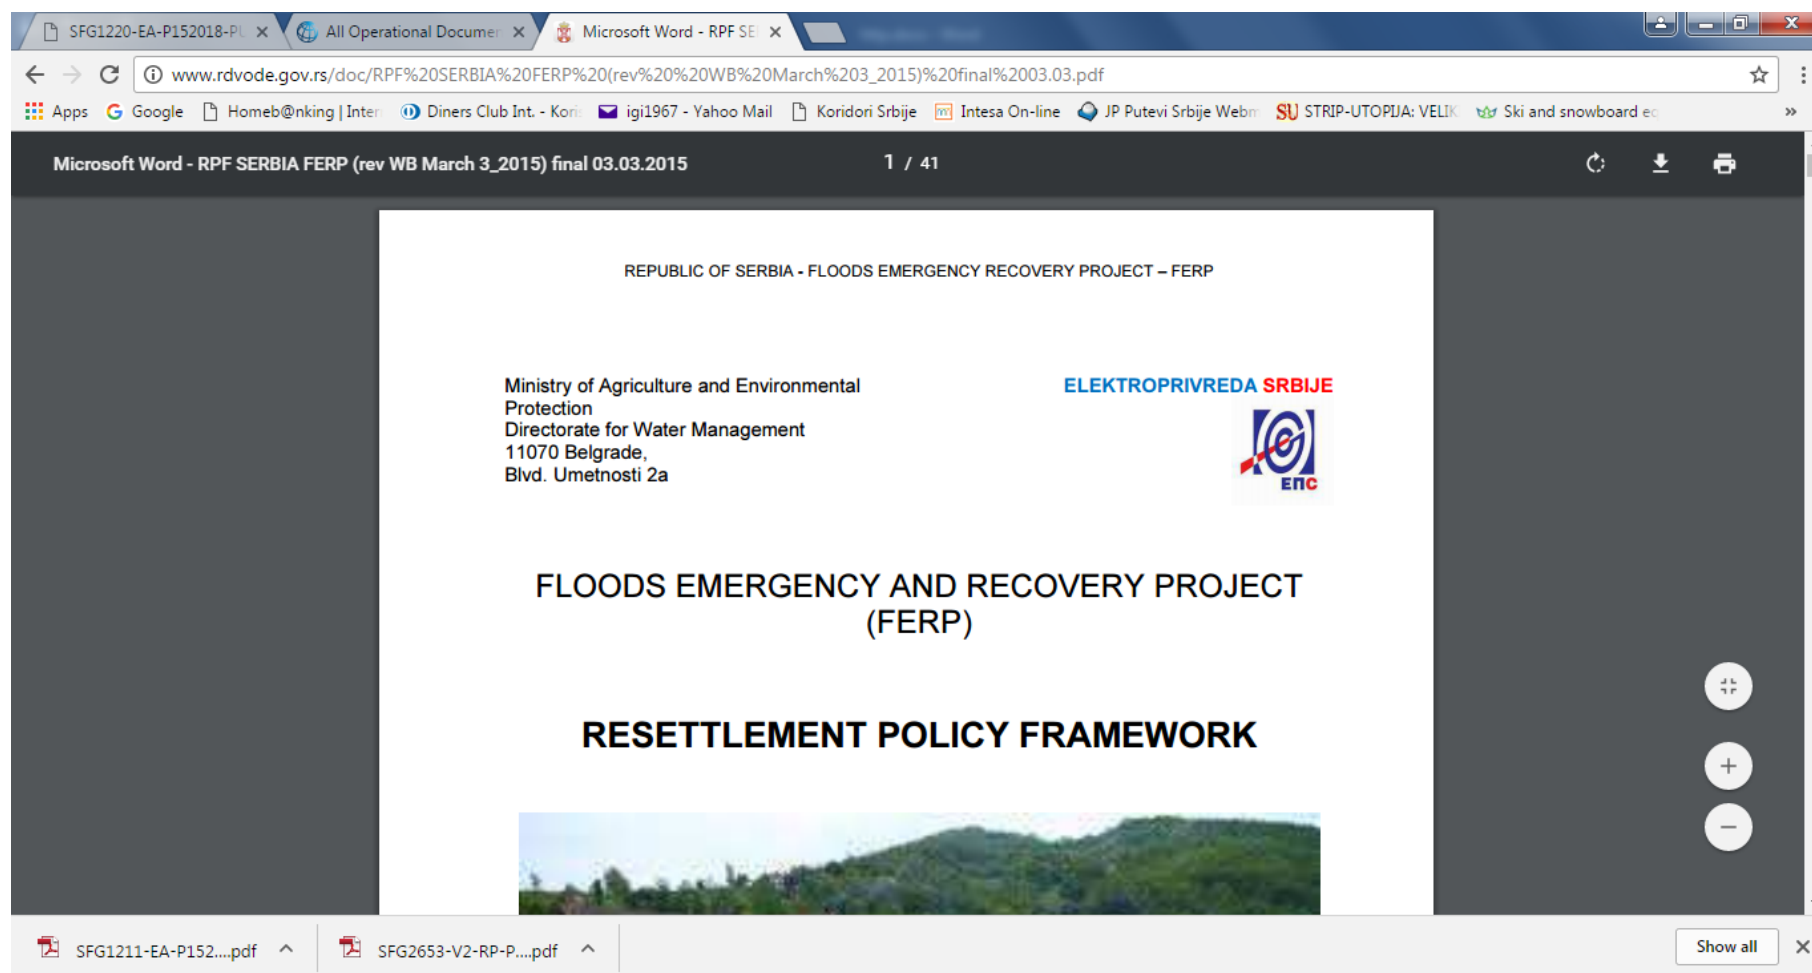 SFG1220-EA-P152018-PU
All Operational Documen
Microsoft Word - RPF SE
www.rdvode.gov.rs/doc/RPF%20SERBIA%20FERP%20(rev%20%20WB%20March%203_2015)%20final%2003.03.pdf
Apps Google Homeb@nking | Inter Diners Club Int. - Kori igi1967 - Yahoo Mail Koridori Srbije Intesa On-line JP Putevi Srbije Webm SU STRIP-UTOPIJA: VELIK Ski and snowboard eq »
Microsoft Word - RPF SERBIA FERP (rev WB March 3_2015) final 03.03.2015 1 / 41
REPUBLIC OF SERBIA - FLOODS EMERGENCY RECOVERY PROJECT – FERP
Ministry of Agriculture and Environmental
Protection
Directorate for Water Management
11070 Belgrade,
Blvd. Umetnosti 2a
ELEKTROPRIVREDA SRBIJE
ЕПС
FLOODS EMERGENCY AND RECOVERY PROJECT
(FERP)
RESETTLEMENT POLICY FRAMEWORK
SFG1211-EA-P152....pdf
SFG2653-V2-RP-P....pdf
Show all